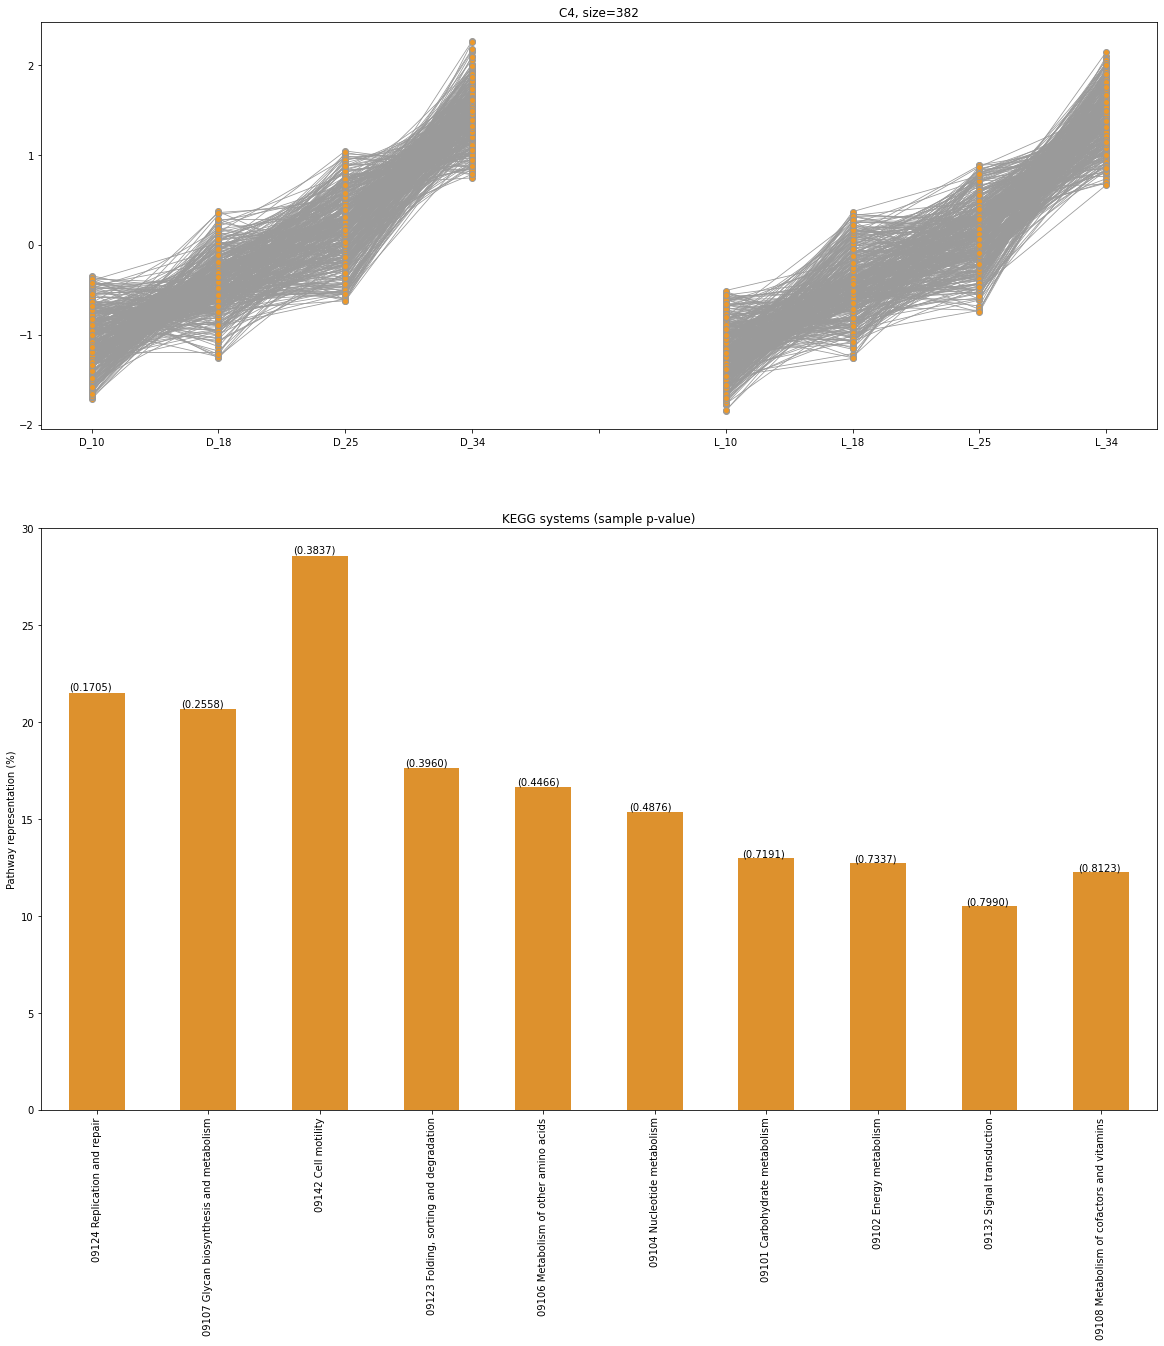 C4, size=382
2
1
0
−1
−2
D_10
D_18
D_25
D_34
L_10
L_18
L_25
L_34
KEGG systems (sample p-value)
Pathway representation (%)
30
25
20
15
10
5
0
(0.1705)
(0.2558)
(0.3837)
(0.3960)
(0.4466)
(0.4876)
(0.7191)
(0.7337)
(0.7990)
(0.8123)
09124 Replication and repair
09107 Glycan biosynthesis and metabolism
09142 Cell motility
09123 Folding, sorting and degradation
09106 Metabolism of other amino acids
09104 Nucleotide metabolism
09101 Carbohydrate metabolism
09102 Energy metabolism
09132 Signal transduction
09108 Metabolism of cofactors and vitamins